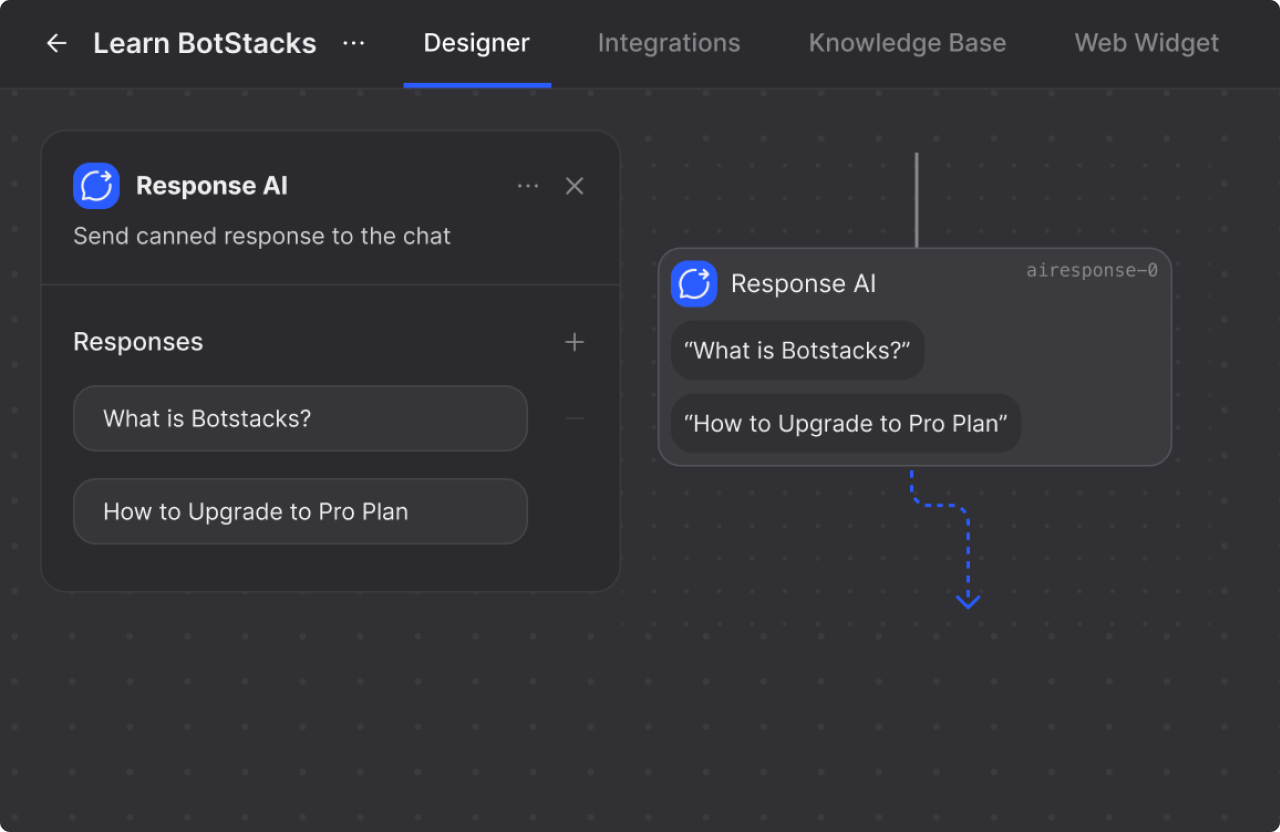 Learn BotStacks
Designer
Integrations
Knowledge Base
Web Widget
Response AI
Send canned response to the chat
Responses
What is Botstacks?
How to Upgrade to Pro Plan
Response AI
airesponse-0
“What is Botstacks?”
“How to Upgrade to Pro Plan”